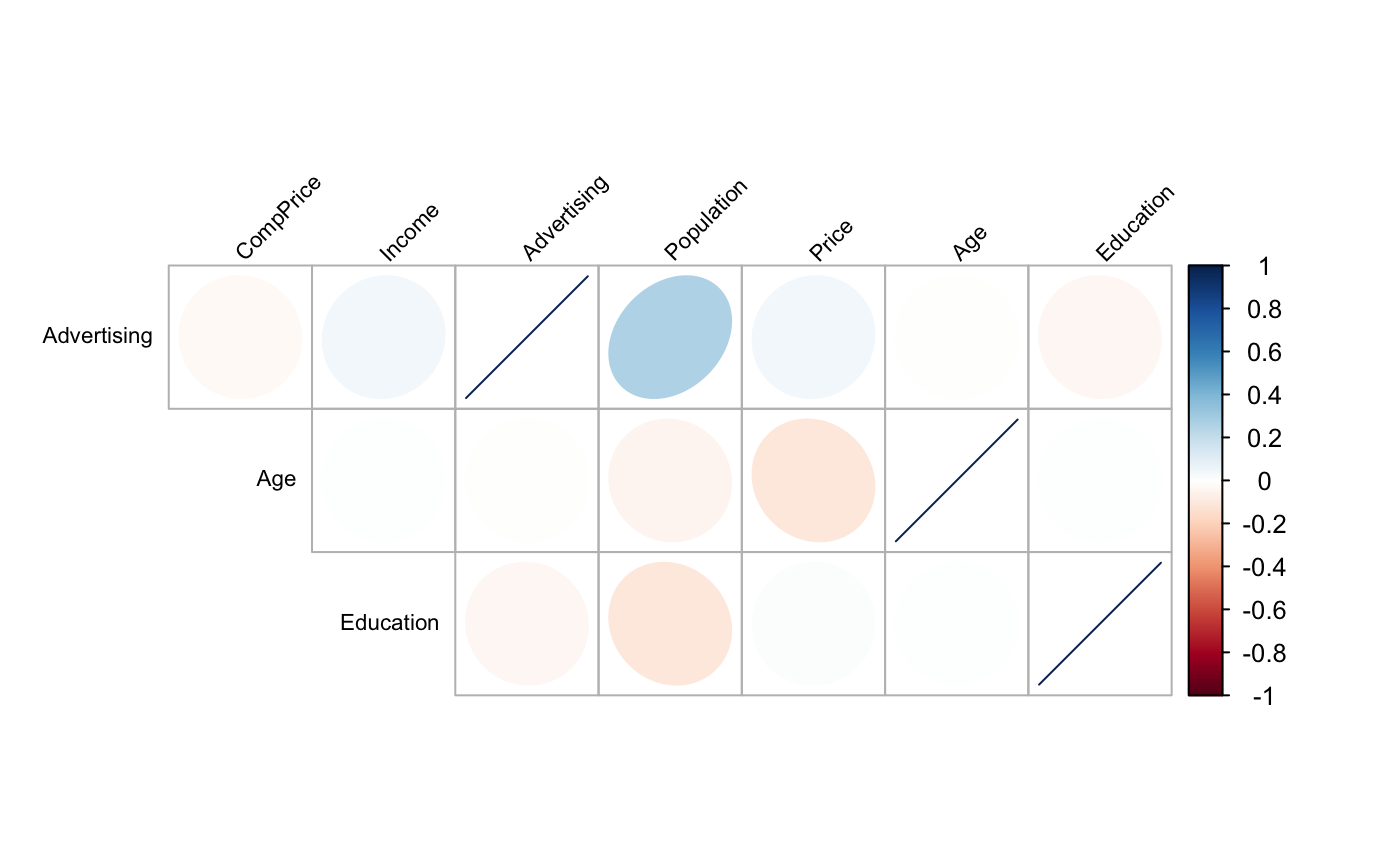 CompPrice
Income
Advertising
Population
Price
Age
Education
Advertising
Age
Education
1
0.8
0.6
0.4
0.2
0
-0.2
-0.4
-0.6
-0.8
-1